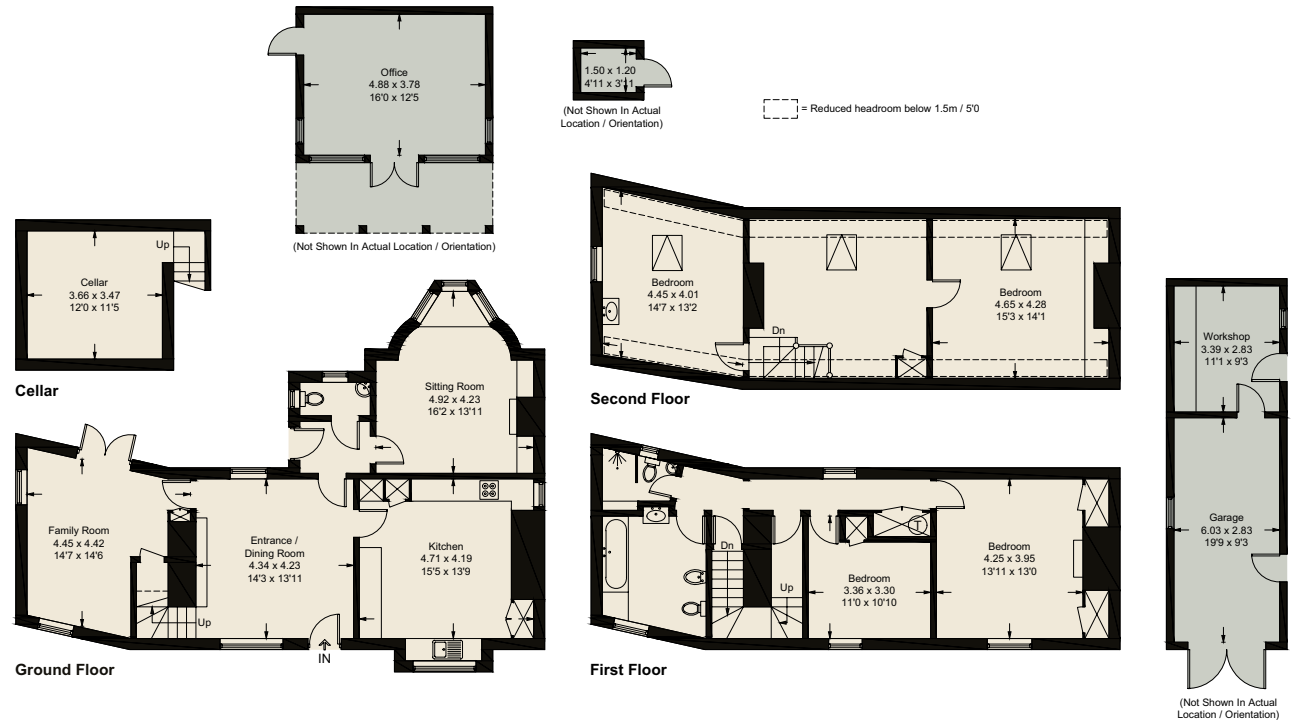 Office
4.88 x 3.78
16'0 x 12'5
(Not Shown In Actual Location / Orientation)
1.50 x 1.20
4'11 x 3'11
(Not Shown In Actual
Location / Orientation)
= Reduced headroom below 1.5m / 5'0
Up
Cellar
3.66 x 3.47
12'0 x 11'5
Cellar
Bedroom
4.45 x 4.01
14'7 x 13'2
Dn
Bedroom
4.65 x 4.28
15'3 x 14'1
Second Floor
Sitting Room
4.92 x 4.23
16'2 x 13'11
Family Room
4.45 x 4.42
14'7 x 14'6
Entrance /
Dining Room
4.34 x 4.23
14'3 x 13'11
Kitchen
4.71 x 4.19
15'5 x 13'9
Up
IN
Ground Floor
T
Dn
Up
Bedroom
3.36 x 3.30
11'0 x 10'10
Bedroom
4.25 x 3.95
13'11 x 13'0
First Floor
Workshop
3.39 x 2.83
11'1 x 9'3
Garage
6.03 x 2.83
19'9 x 9'3
(Not Shown In Actual
Location / Orientation)